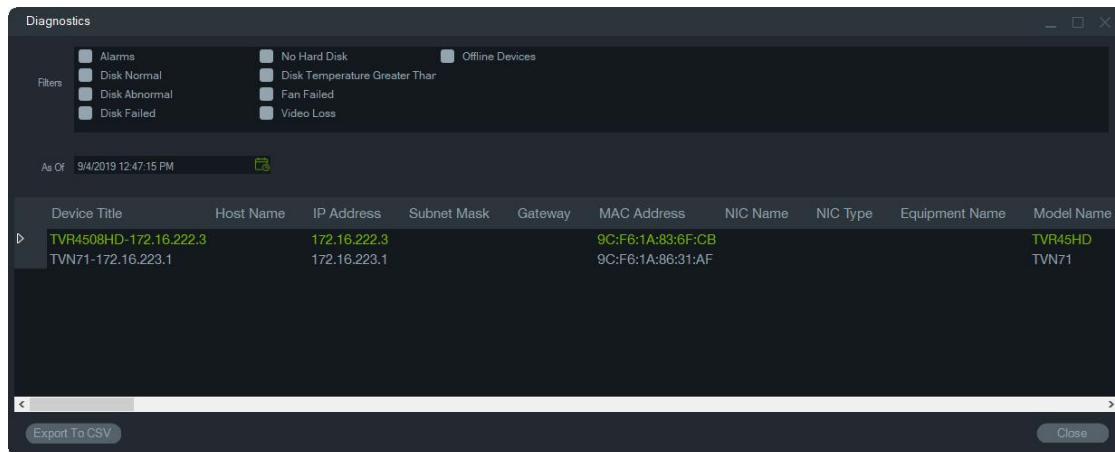 Diagnostics
Filters
Alarms No Hard Disk Offline Devices
Disk Normal Disk Temperature Greater Than
Disk Abnormal Fan Failed
Disk Failed Video Loss
As Of 9/4/2019 12:47:15 PM
Device Title Host Name IP Address Subnet Mask Gateway MAC Address NIC Name NIC Type Equipment Name Model Name
TVR4508HD-172.16.222.3 172.16.222.3 9C:F6:1A:83:6F:CB TVR45HD
TVN71-172.16.223.1 172.16.223.1 9C:F6:1A:86:31:AF TVN71
Export To CSV Close